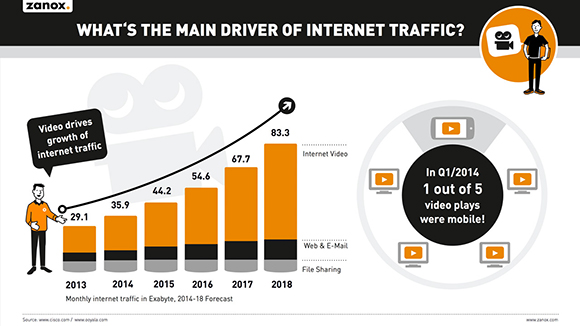 zanox.
WHAT'S THE MAIN DRIVER OF INTERNET TRAFFIC?
Video drives
growth of
internet traffic
29.1
35.9
44.2
54.6
67.7
83.3
Internet Video
Web & E-Mail
File Sharing
2013
2014
2015
2016
2017
2018
Monthly internet traffic in Exabyte, 2014-18 Forecast
In Q1/2014
1 out of 5
video plays
were mobile!
Source: www.cisco.com / www.ooyala.com
www.zanox.com